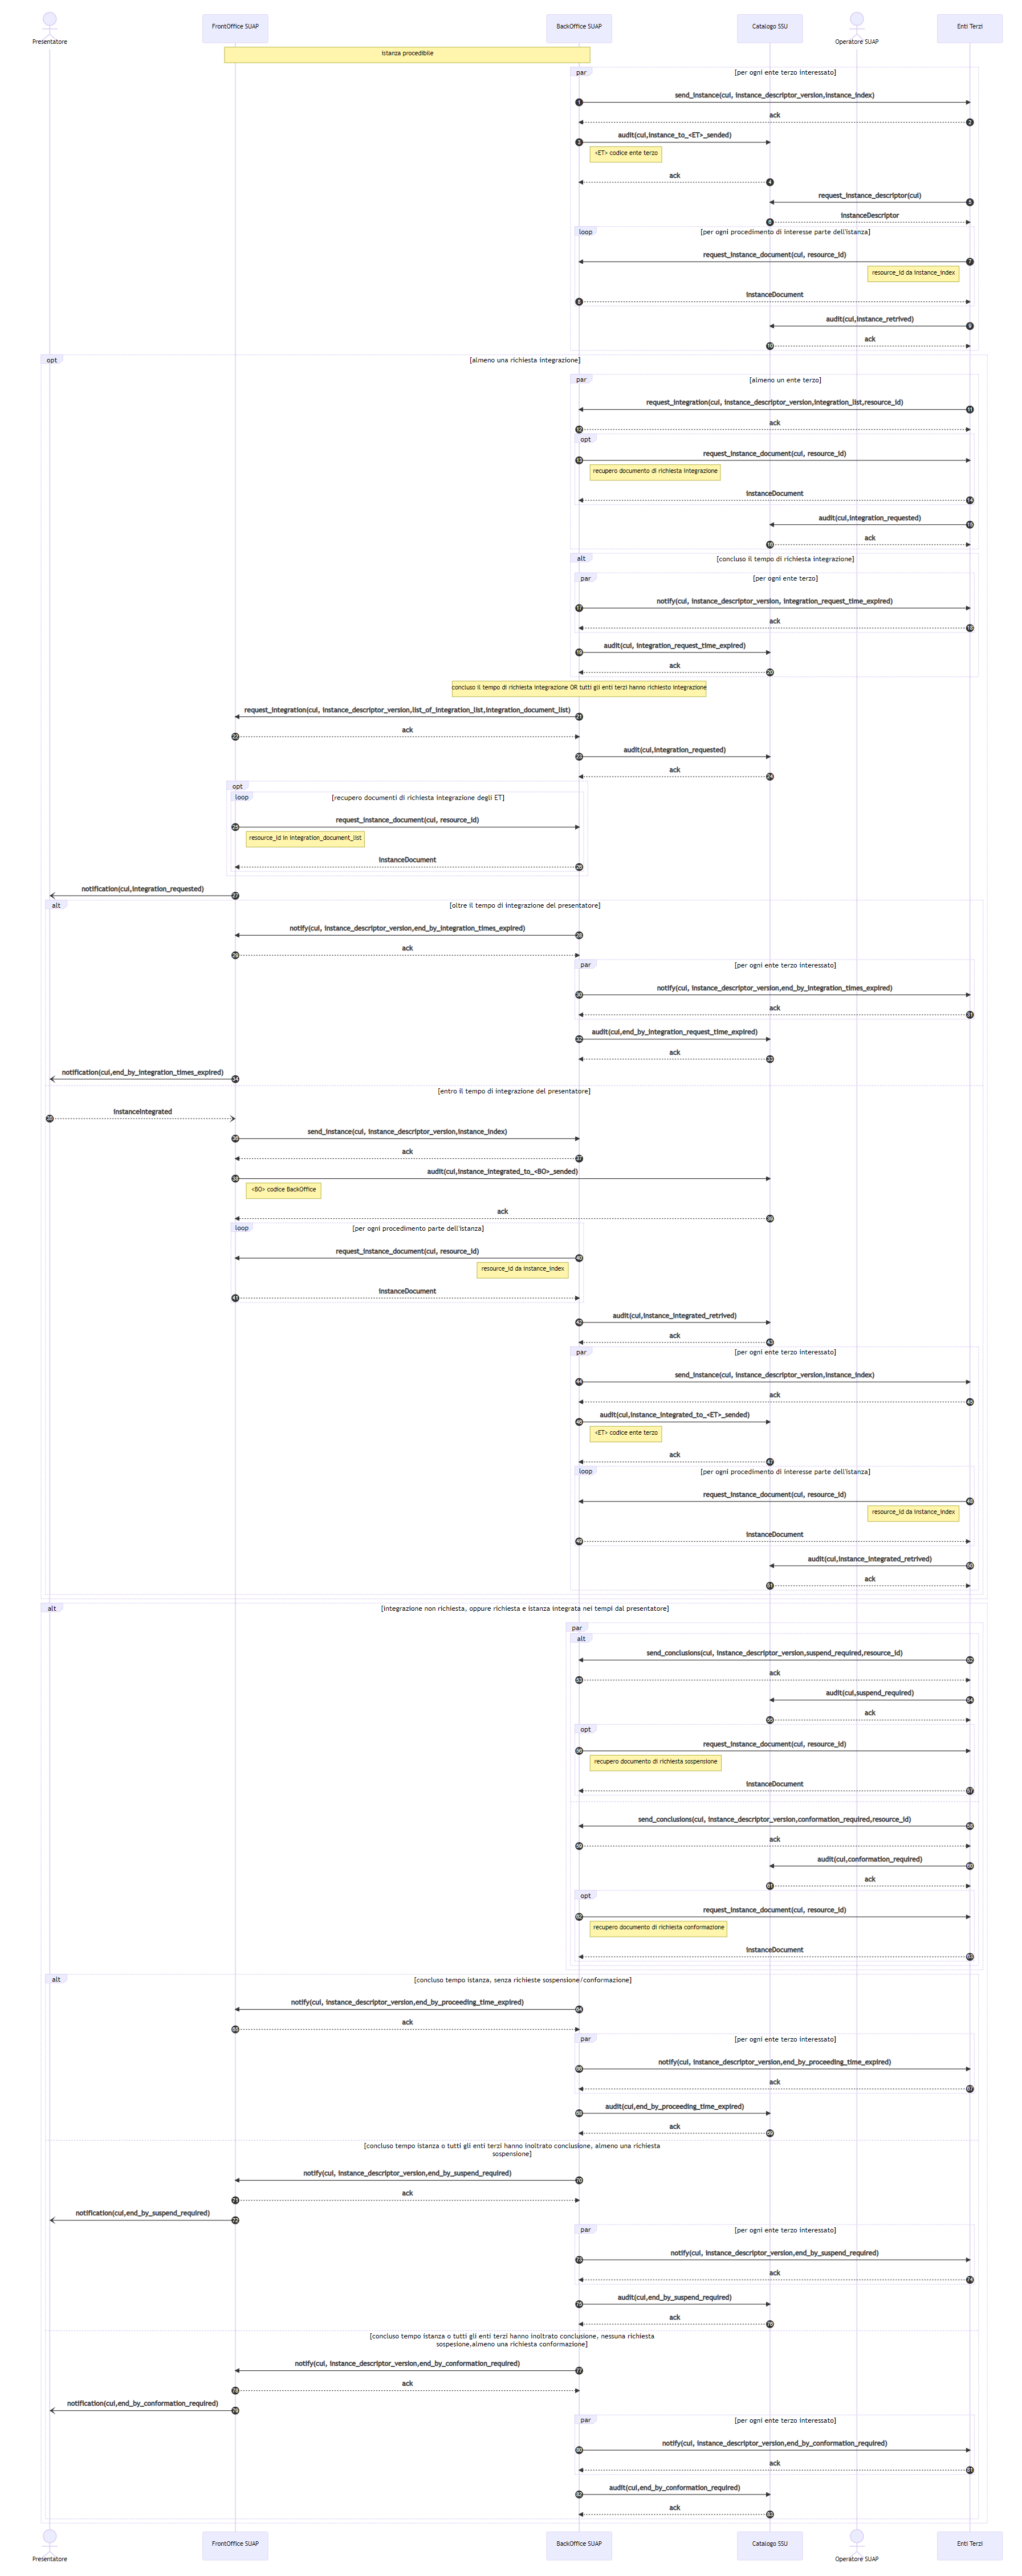 Presentatore
FrontOffice SUAP
BackOffice SUAP
Catalogo SSU
Operatore SUAP
Enti Terzi
istanza procedibile
par
[per ogni ente terzo interessato]
send_instance(cui, instance_descriptor_version,instance_index)
1
ack
2
audit(cui,instance_to_<ET>_sended)
3
<ET> codice ente terzo
ack
4
request_instance_descriptor(cui)
5
instanceDescriptor
6
loop
[per ogni procedimento di interesse parte dell'istanza]
request_instance_document(cui, resource_id)
7
resource_id da instance_index
instanceDocument
8
audit(cui,instance_retrived)
9
ack
10
opt
[almeno una richiesta integrazione]
par
[almeno un ente terzo]
request_integration(cui, instance_descriptor_version,integration_list,resource_id)
11
ack
12
opt
request_instance_document(cui, resource_id)
13
recupero documento di richiesta integrazione
instanceDocument
14
audit(cui,integration_requested)
15
ack
16
alt
[concluso il tempo di richiesta integrazione]
par
[per ogni ente terzo]
notify(cui, instance_descriptor_version, integration_request_time_expired)
17
ack
18
audit(cui, integration_request_time_expired)
19
ack
20
concluso il tempo di richiesta integrazione OR tutti gli enti terzi hanno richiesto integrazione
request_integration(cui, instance_descriptor_version,list_of_integration_list,integration_document_list)
21
ack
22
audit(cui,integration_requested)
23
ack
24
opt
loop
[recupero documenti di richiesta integrazione degli ET]
request_instance_document(cui, resource_id)
25
resource_id in integration_document_list
instanceDocument
26
notification(cui,integration_requested)
27
alt
[oltre il tempo di integrazione del presentatore]
notify(cui, instance_descriptor_version,end_by_integration_times_expired)
28
ack
29
par
[per ogni ente terzo interessato]
notify(cui, instance_descriptor_version,end_by_integration_times_expired)
30
ack
31
audit(cui,end_by_integration_request_time_expired)
32
ack
33
notification(cui,end_by_integration_times_expired)
34
[entro il tempo di integrazione del presentatore]
instanceIntegrated
35
send_instance(cui, instance_descriptor_version,instance_index)
36
ack
37
audit(cui,instance_integrated_to_<BO>_sended)
38
<BO> codice BackOffice
ack
39
loop
[per ogni procedimento parte dell'istanza]
request_instance_document(cui, resource_id)
40
resource_id da instance_index
instanceDocument
41
audit(cui,instance_integrated_retrived)
42
ack
43
par
[per ogni ente terzo interessato]
send_instance(cui, instance_descriptor_version,instance_index)
44
ack
45
audit(cui,instance_integrated_to_<ET>_sended)
46
<ET> codice ente terzo
ack
47
loop
[per ogni procedimento di interesse parte dell'istanza]
request_instance_document(cui, resource_id)
48
resource_id da instance_index
instanceDocument
49
audit(cui,instance_integrated_retrived)
50
ack
51
alt
[integrazione non richiesta, oppure richiesta e istanza integrata nei tempi dal presentatore]
par
alt
send_conclusions(cui, instance_descriptor_version,suspend_required,resource_id)
52
ack
53
audit(cui,suspend_required)
54
ack
55
opt
request_instance_document(cui, resource_id)
56
recupero documento di richiesta sospensione
instanceDocument
57
send_conclusions(cui, instance_descriptor_version,conformation_required,resource_id)
58
ack
59
audit(cui,conformation_required)
60
ack
61
opt
request_instance_document(cui, resource_id)
62
recupero documento di richiesta conformazione
instanceDocument
63
alt
[concluso tempo istanza, senza richieste sospensione/conformazione]
notify(cui, instance_descriptor_version,end_by_proceeding_time_expired)
64
ack
65
par
[per ogni ente terzo interessato]
notify(cui, instance_descriptor_version,end_by_proceeding_time_expired)
66
ack
67
audit(cui,end_by_proceeding_time_expired)
68
ack
69
[concluso tempo istanza o tutti gli enti terzi hanno inoltrato conclusione, almeno una richiesta
sospensione]
notify(cui, instance_descriptor_version,end_by_suspend_required)
70
ack
71
notification(cui,end_by_suspend_required)
72
par
[per ogni ente terzo interessato]
notify(cui, instance_descriptor_version,end_by_suspend_required)
73
ack
74
audit(cui,end_by_suspend_required)
75
ack
76
[concluso tempo istanza o tutti gli enti terzi hanno inoltrato conclusione, nessuna richiesta
sospesione,almeno una richiesta conformazione]
notify(cui, instance_descriptor_version,end_by_conformation_required)
77
ack
78
notification(cui,end_by_conformation_required)
79
par
[per ogni ente terzo interessato]
notify(cui, instance_descriptor_version,end_by_conformation_required)
80
ack
81
audit(cui,end_by_conformation_required)
82
ack
83
Presentatore
FrontOffice SUAP
BackOffice SUAP
Catalogo SSU
Operatore SUAP
Enti Terzi